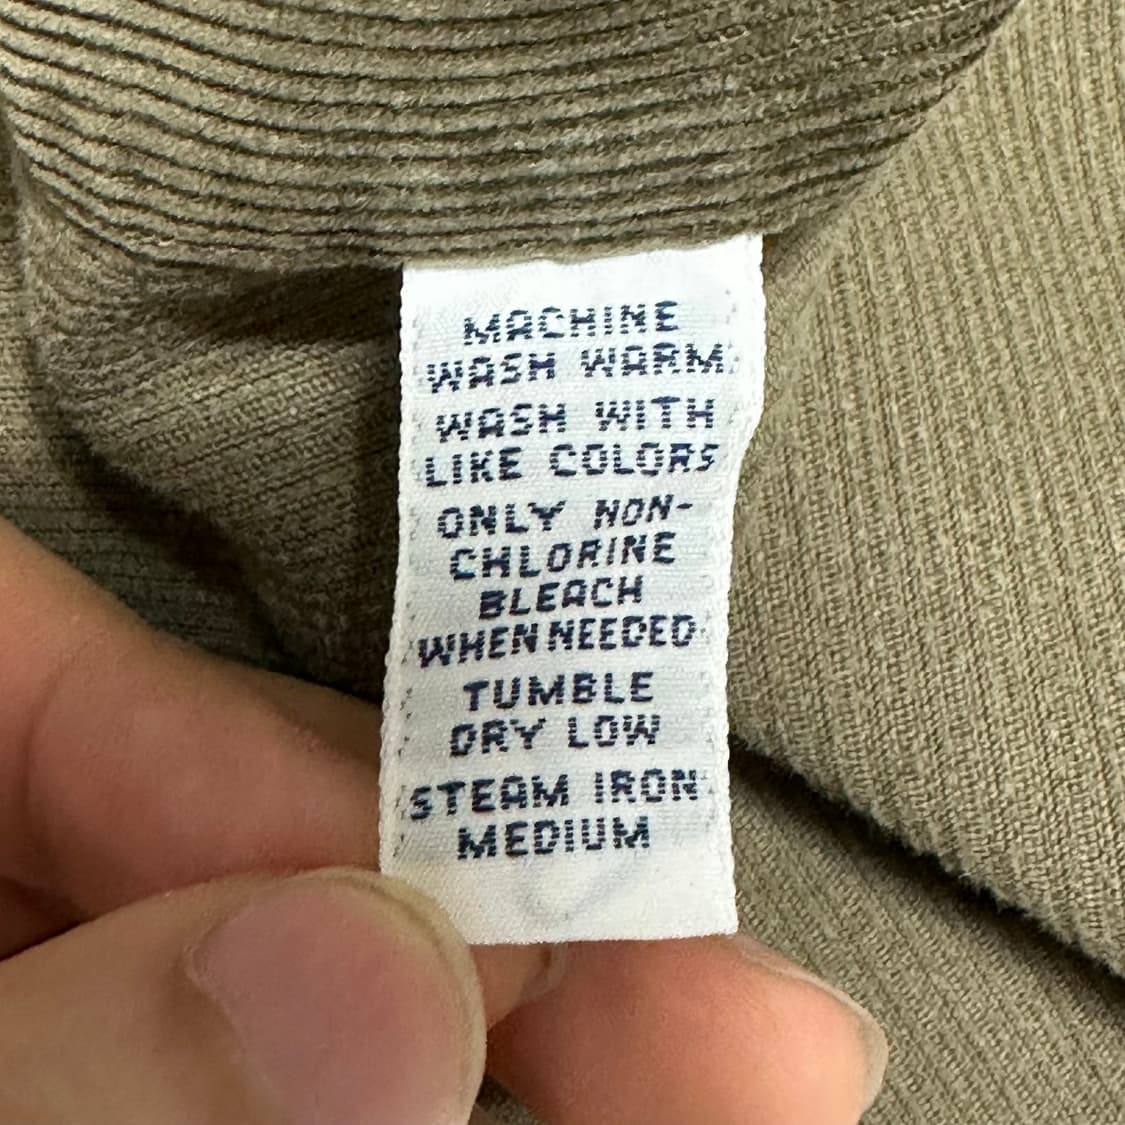 MACHINE
WASH WARM
WASH WITH
LIKE COLORS
ONLY NON-
CHLORINE
BLEACH
WHEN NEEDED
TUMBLE
DRY LOW
STEAM IRON
MEDIUM